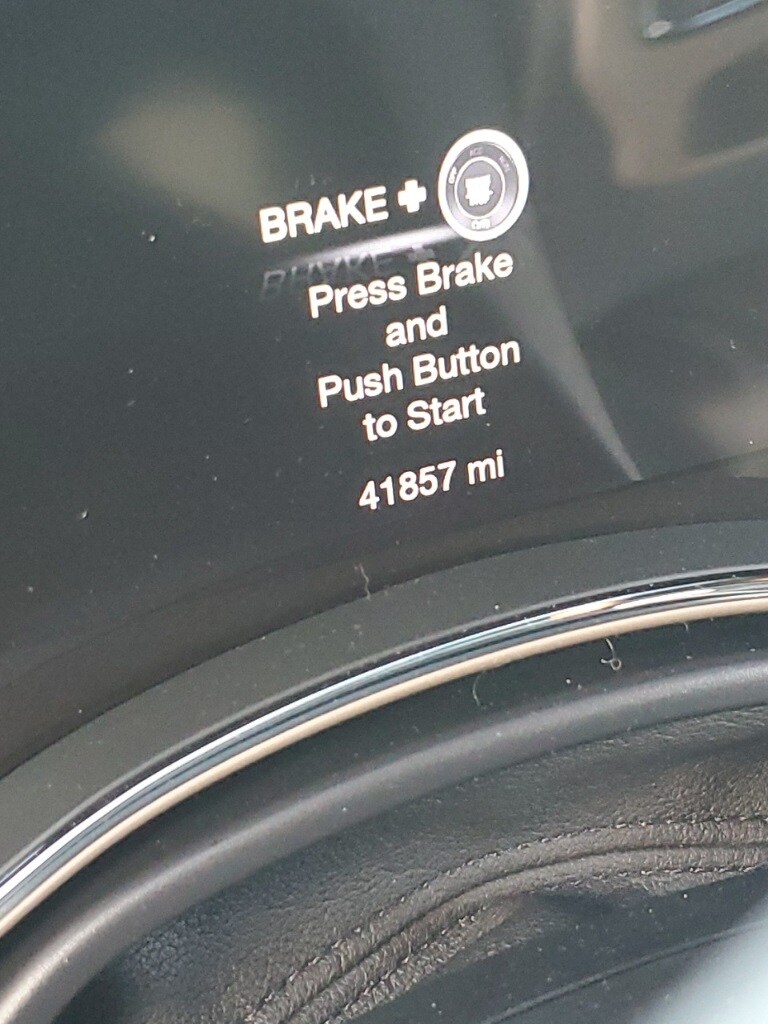 BRAKE +
Press Brake
and
Push Button
to Start
41857 mi